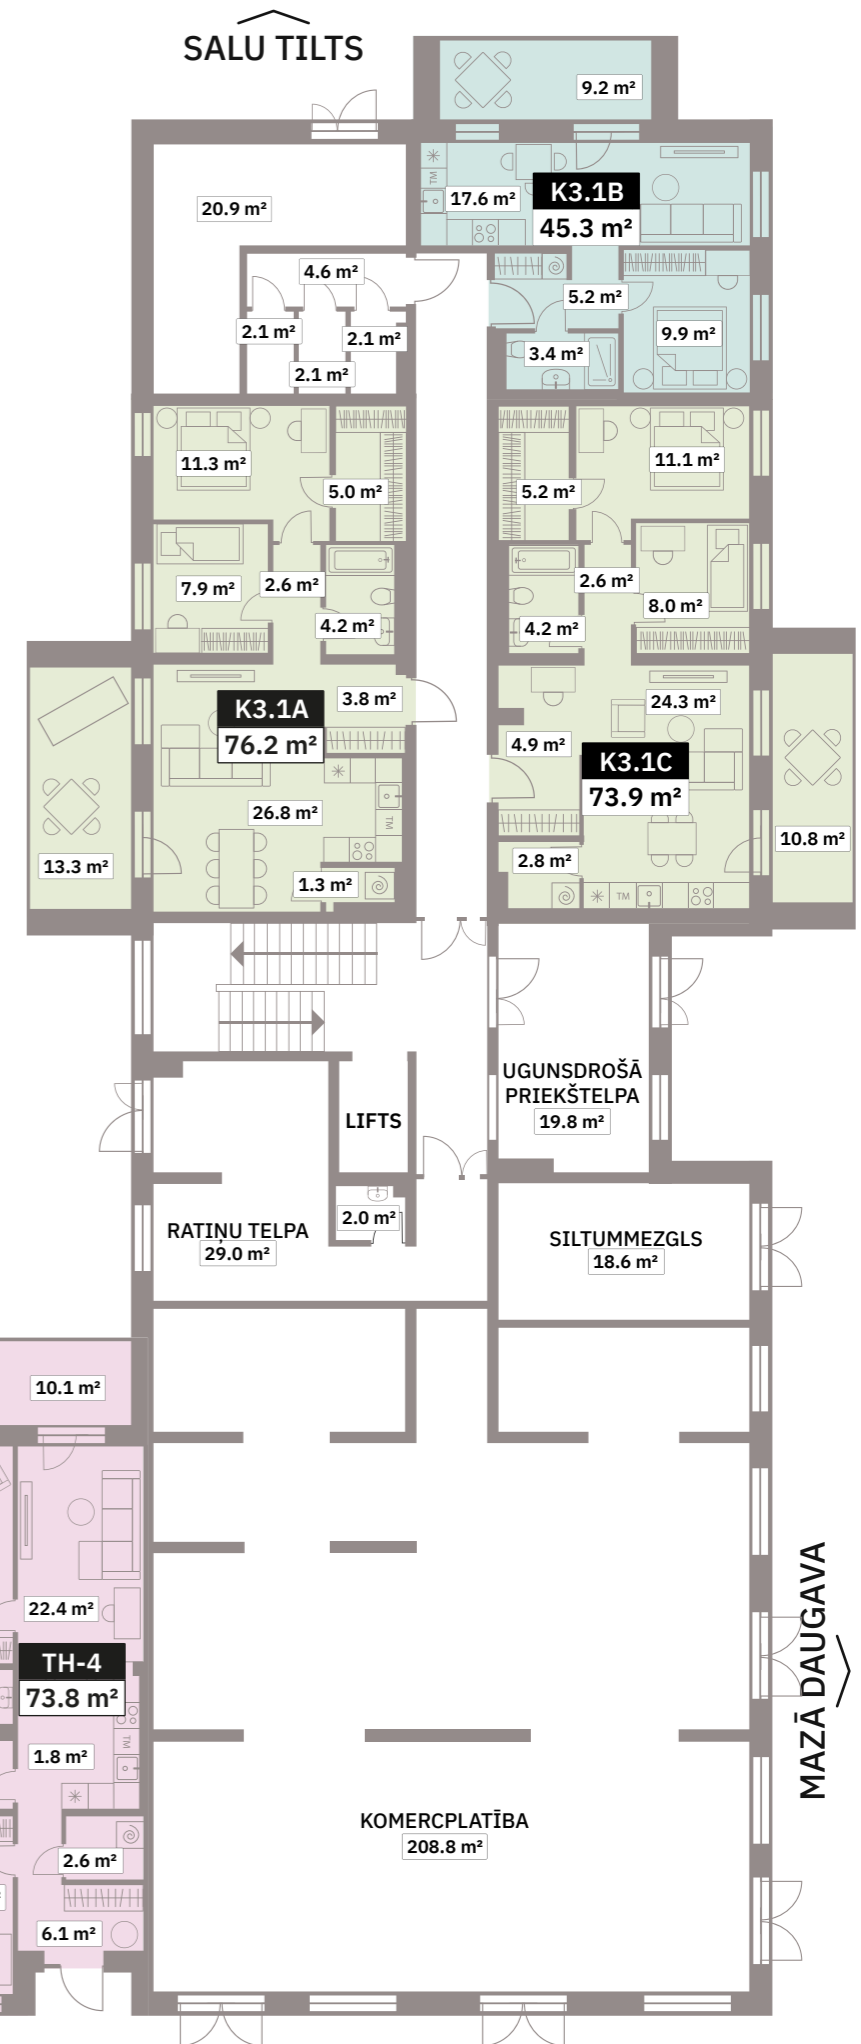 SALU TILTS
9.2 m²
TM
17.6 m²
K3.1B
45.3 m²
20.9 m²
4.6 m²
5.2 m²
2.1 m²
2.1 m²
9.9 m²
3.4 m²
2.1 m²
11.3 m²
11.1 m²
5.0 m²
5.2 m²
7.9 m²
2.6 m²
2.6 m²
8.0 m²
4.2 m²
4.2 m²
3.8 m²
24.3 m²
K3.1A
76.2 m²
4.9 m²
K3.1C
73.9 m²
26.8 m²
TM
13.3 m²
10.8 m²
2.8 m²
1.3 m²
TM
UGUNSDROŠĀ
PRIEKŠTELPA
19.8 m²
LIFTS
2.0 m²
RATIŅU TELPA
29.0 m²
SILTUMMEZGLS
18.6 m²
10.1 m²
22.4 m²
MAZĀ DAUGAVA
TH-4
73.8 m²
TM
1.8 m²
KOMERCPLATĪBA
208.8 m²
2.6 m²
6.1 m²